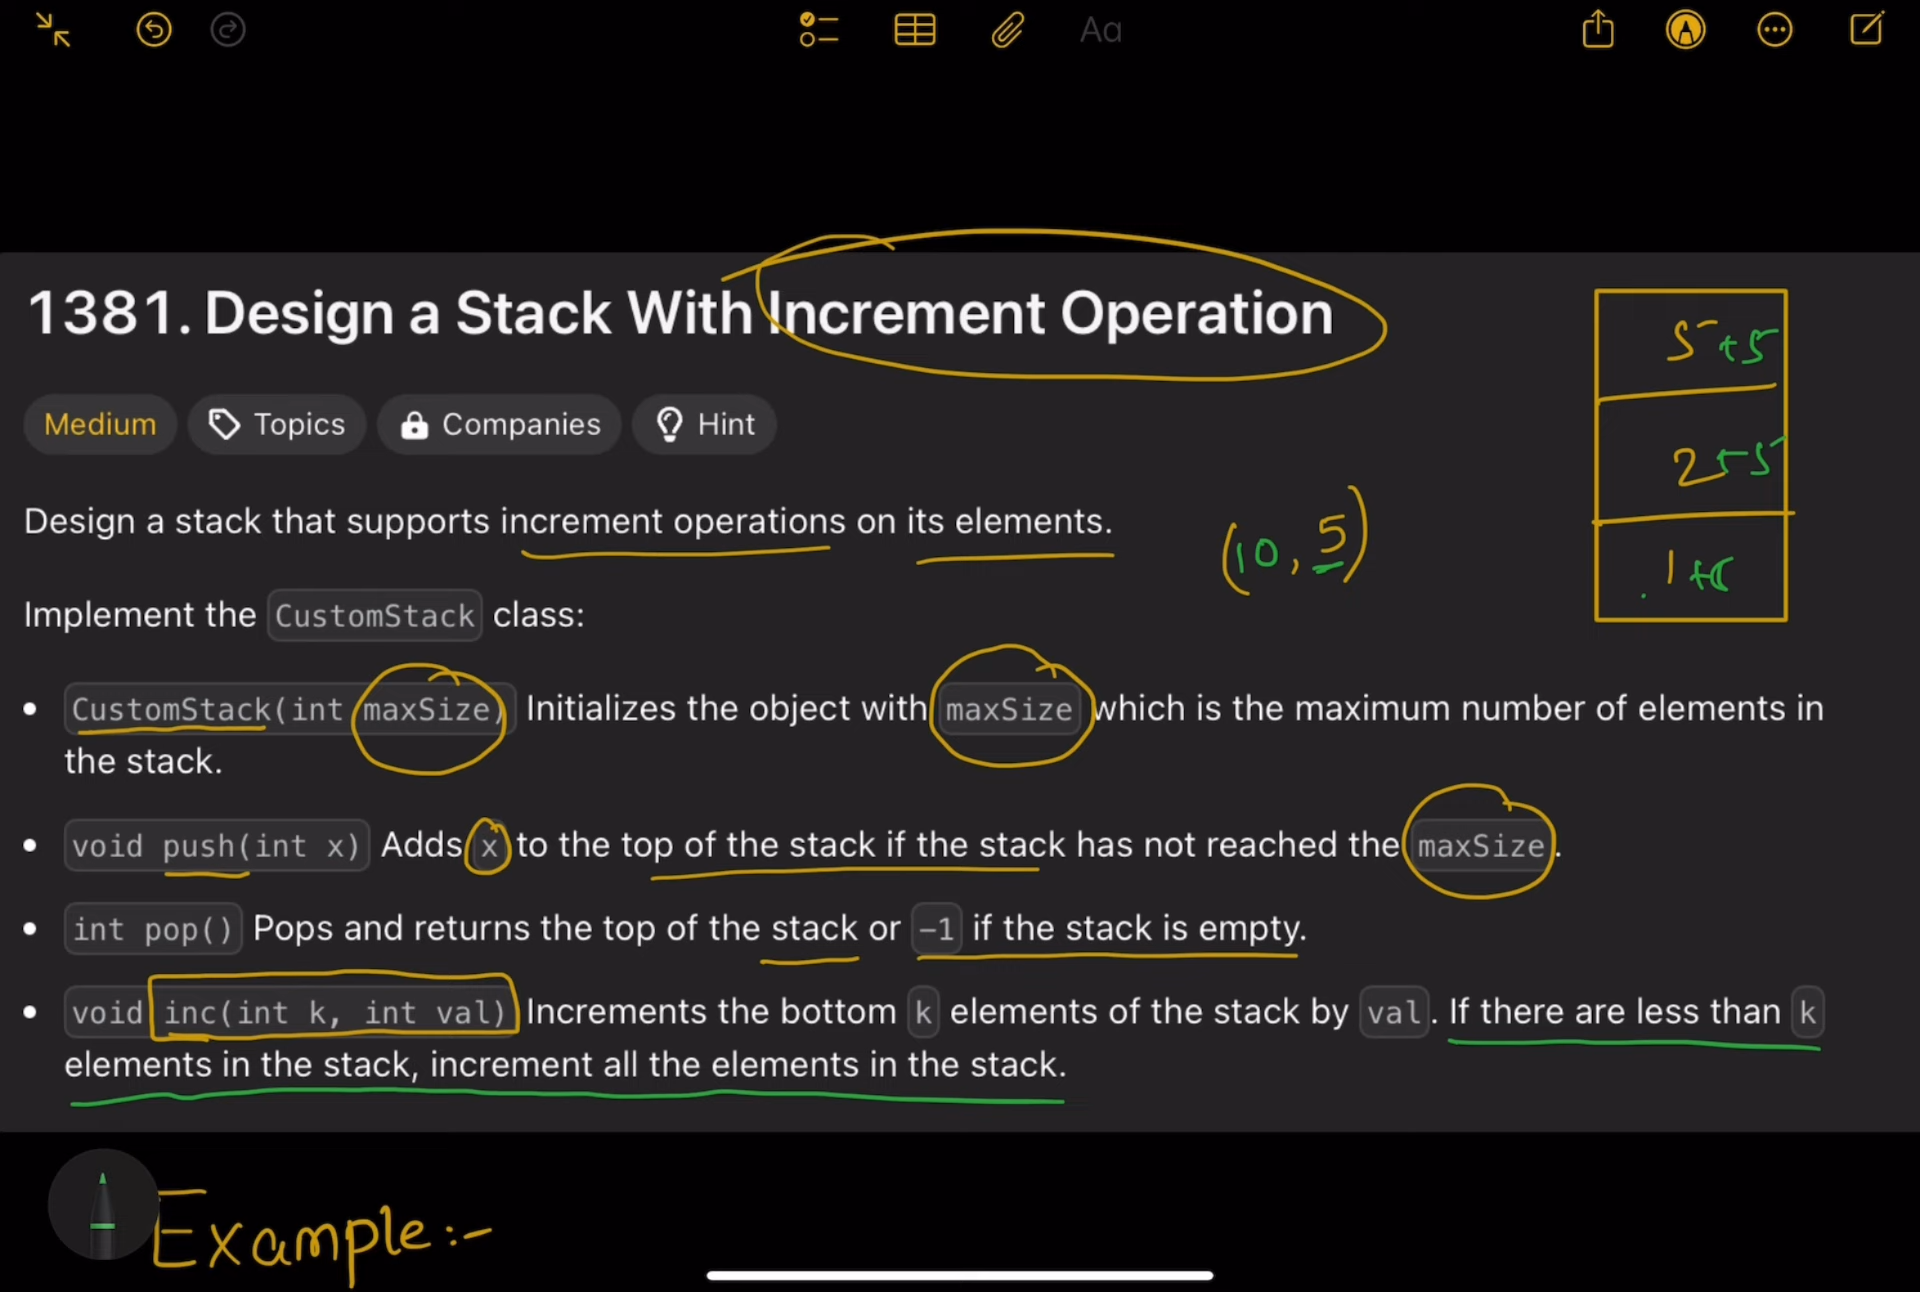 Aa
1381. Design a Stack With Increment Operation
Medium Topics Companies Hint
Design a stack that supports increment operations on its elements.
Implement the CustomStack class:
• CustomStack(int maxSize) Initializes the object with maxSize which is the maximum number of elements in
the stack.
• void push(int x) Adds x to the top of the stack if the stack has not reached the maxSize.
• int pop() Pops and returns the top of the stack or -1 if the stack is empty.
• void inc(int k, int val) Increments the bottom k elements of the stack by val. If there are less than k
elements in the stack, increment all the elements in the stack.
(10, 5)
5+5
2+5
Example:-